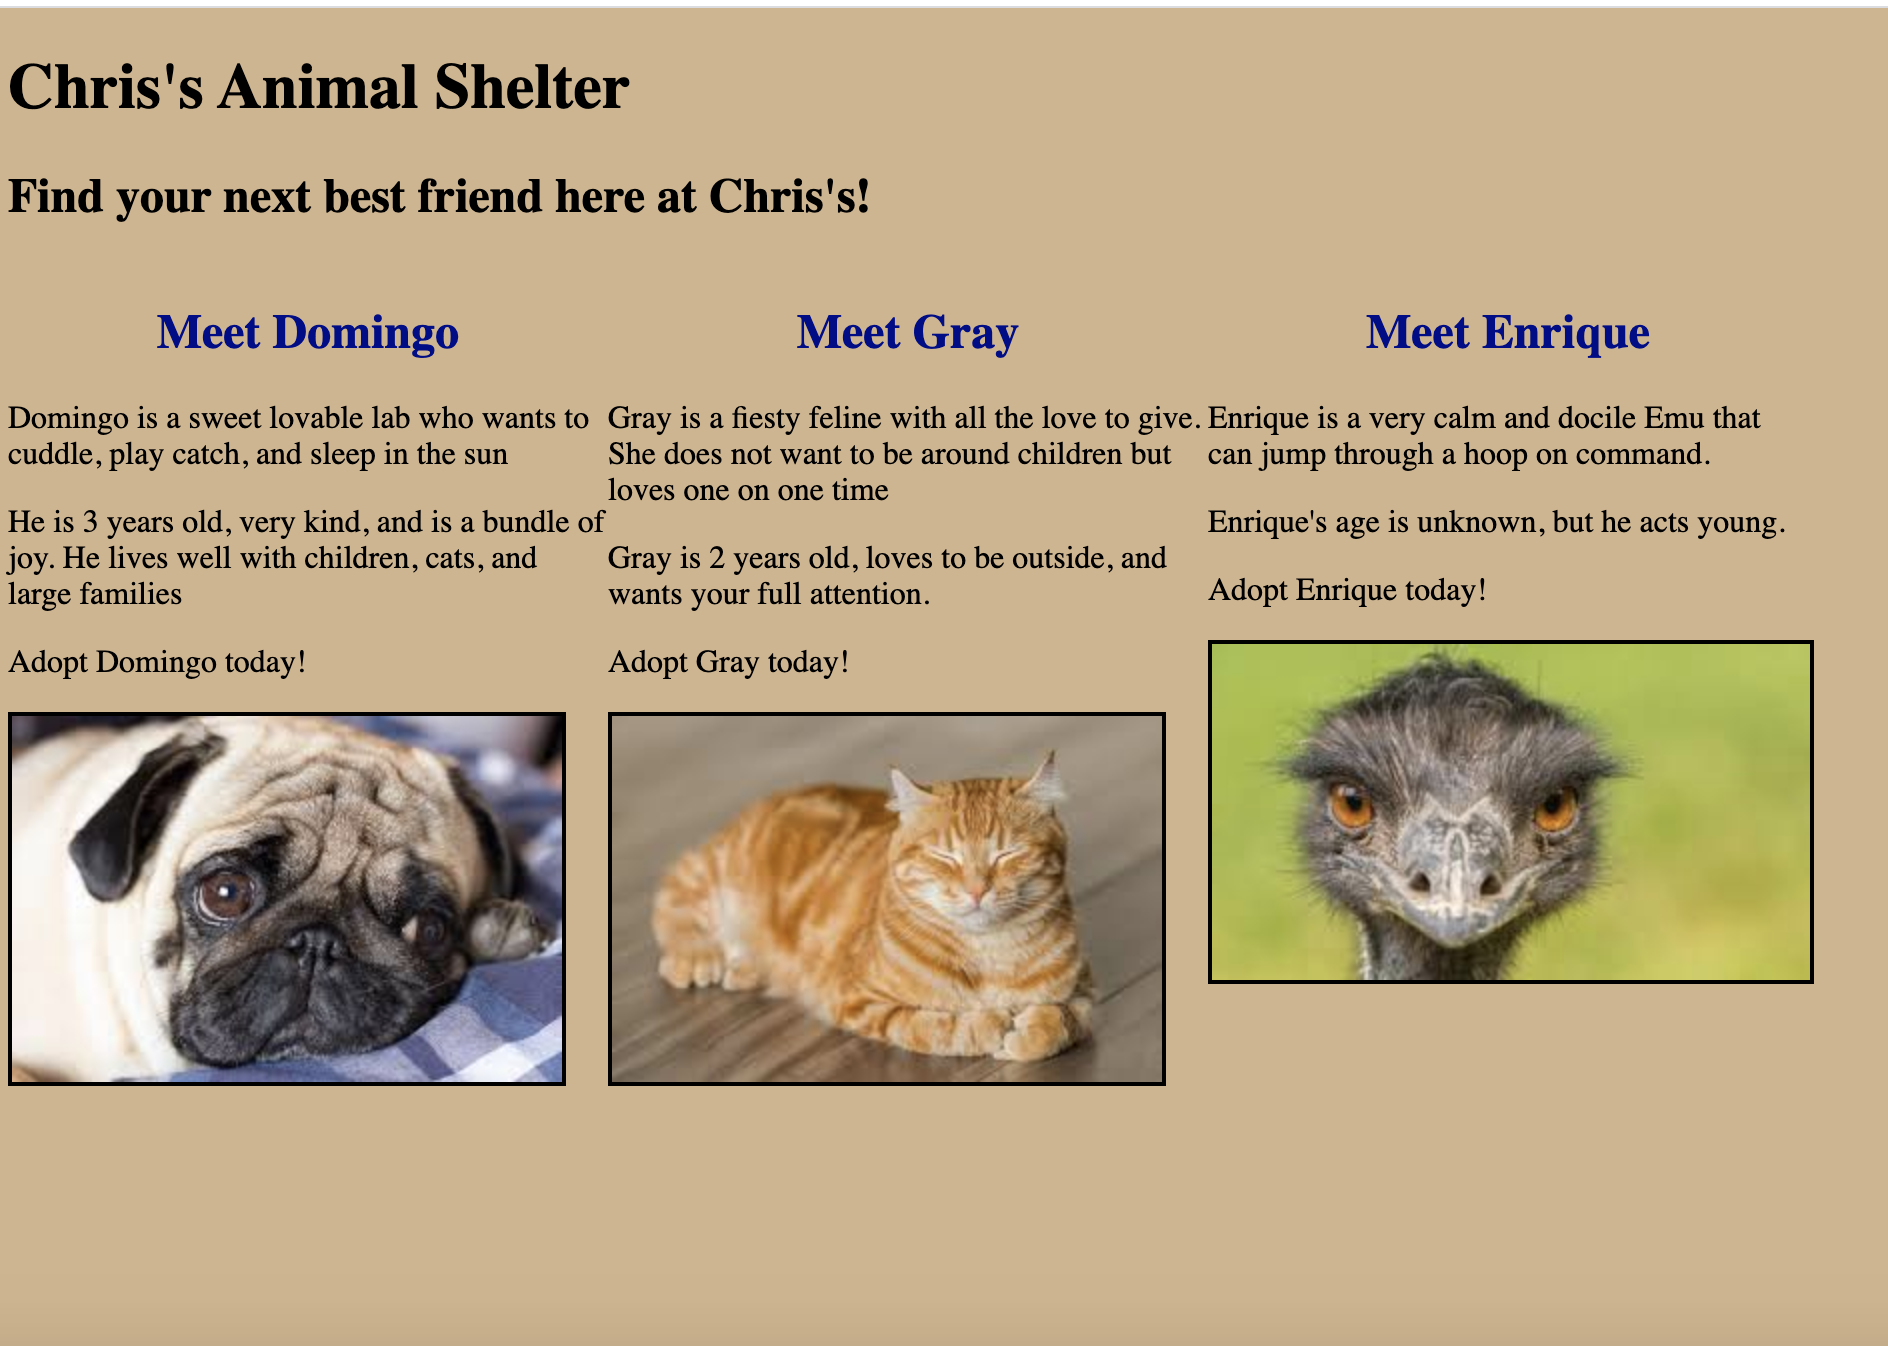 Chris's Animal Shelter
Find your next best friend here at Chris's!
Meet Domingo
Domingo is a sweet lovable lab who wants to
cuddle, play catch, and sleep in the sun
He is 3 years old, very kind, and is a bundle of
joy. He lives well with children, cats, and
large families
Adopt Domingo today!
Meet Gray
Gray is a fiesty feline with all the love to give.
She does not want to be around children but
loves one on one time
Gray is 2 years old, loves to be outside, and
wants your full attention.
Adopt Gray today!
Meet Enrique
Enrique is a very calm and docile Emu that
can jump through a hoop on command.
Enrique's age is unknown, but he acts young.
Adopt Enrique today!